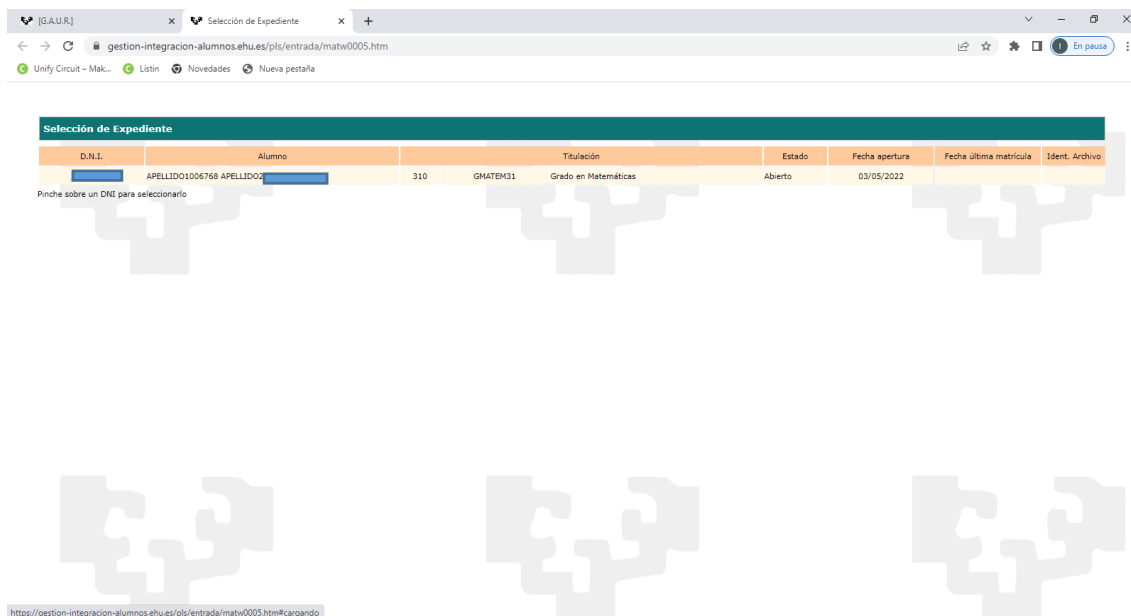 [G.A.U.R.] Selección de Expediente
gestion-integracion-alumnos.ehu.es/pls/entrada/matw0005.htm En pausa
Unify Circuit – Mak... Listin Novedades Nueva pestaña
Selección de Expediente
D.N.I. Alumno Titulación Estado Fecha apertura Fecha última matrícula Ident. Archivo
APELLIDO1006768 APELLIDO2 310 GMATEM31 Grado en Matemáticas Abierto 03/05/2022
Pinche sobre un DNI para seleccionarlo
https://gestion-integracion-alumnos.ehu.es/pls/entrada/matw0005.htm#cargando